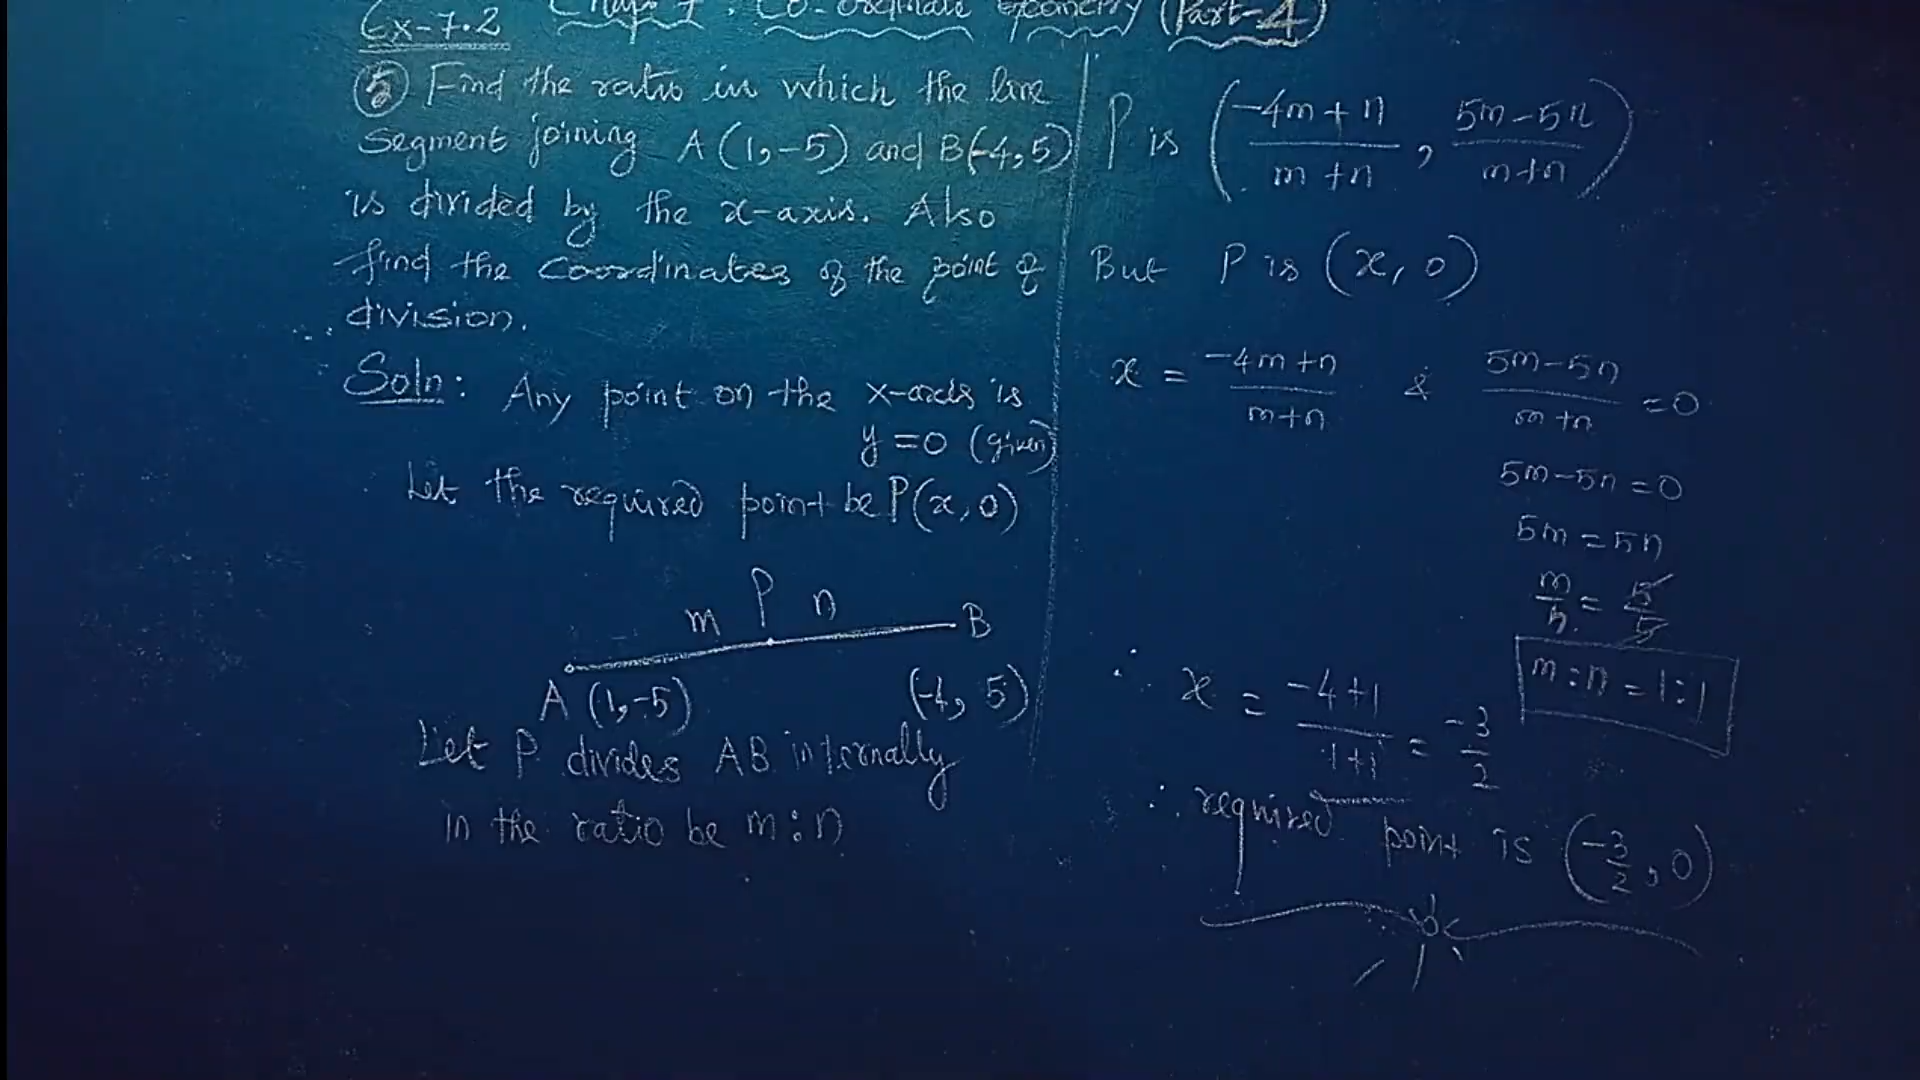 Ex-7.2 Chap 7 : Co-ordinate Geometry (Part-4)
⑤ Find the ratio in which the line
segment joining A (1,-5) and B(-4,5)
is divided by the x-axis. Also
find the coordinates of the point of
division.
Soln: Any point on the x-axis is
y=0 (given)
Let the required point be P(x,0)
m P n
B
A (1,-5) (-4, 5)
Let P divides AB internally
in the ratio be m:n
P is (-4m+n/m+n, 5m-5n/m+n)
But P is (x, 0)
x = -4m+n/m+n & 5m-5n/m+n =0
5m-5n=0
5m=5n
m/n = 5/5
m:n = 1:1
∴ x = -4+1/1+1 = -3/2
∴ required point is (-3/2, 0)